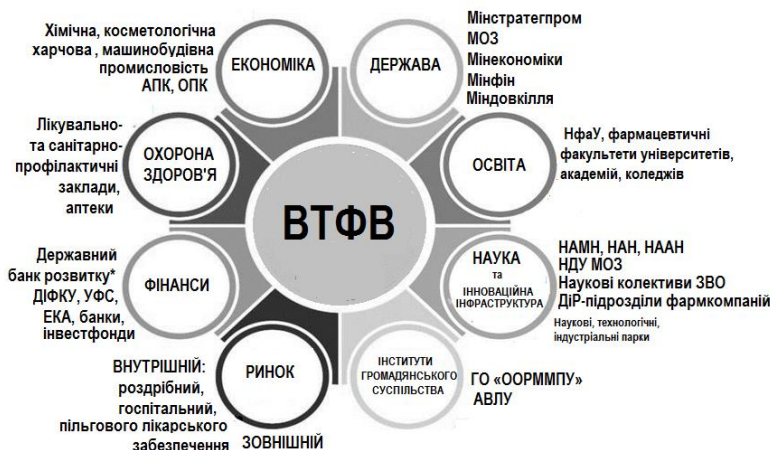 Хімічна, косметологічна
харчова , машинобудівна
промисловість
АПК, ОПК
ЕКОНОМІКА
ДЕРЖАВА
Мінстратегпром
МОЗ
Мінекономіки
Мінфін
Міндовкілля
Лікувально-
та санітарно-
профілактичні
заклади,
аптеки
ОХОРОНА
ЗДОРОВ'Я
ОСВІТА
НфаУ, фармацевтичні
факультети університетів,
академій, коледжів
ВТФВ
Державний
банк розвитку*
ДІФКУ, УФС,
ЕКА, банки,
інвестфонди
ФІНАНСИ
НАУКА
та
ІННОВАЦІЙНА
ІНФРАСТРУКТУРА
НАМН, НАН, НААН
НДУ МОЗ
Наукові колективи ЗВО
ДіР-підрозділи фармкомпаній
Наукові, технологічні,
індустріальні парки
ВНУТРІШНІЙ:
роздрібний,
госпітальний,
пільгового лікарського
забезпечення
ЗОВНІШНІЙ
РИНОК
ІНСТИТУТИ
ГРОМАДЯНСЬКОГО
СУСПІЛЬСТВА
ГО «ООРММПУ»
АВЛУ